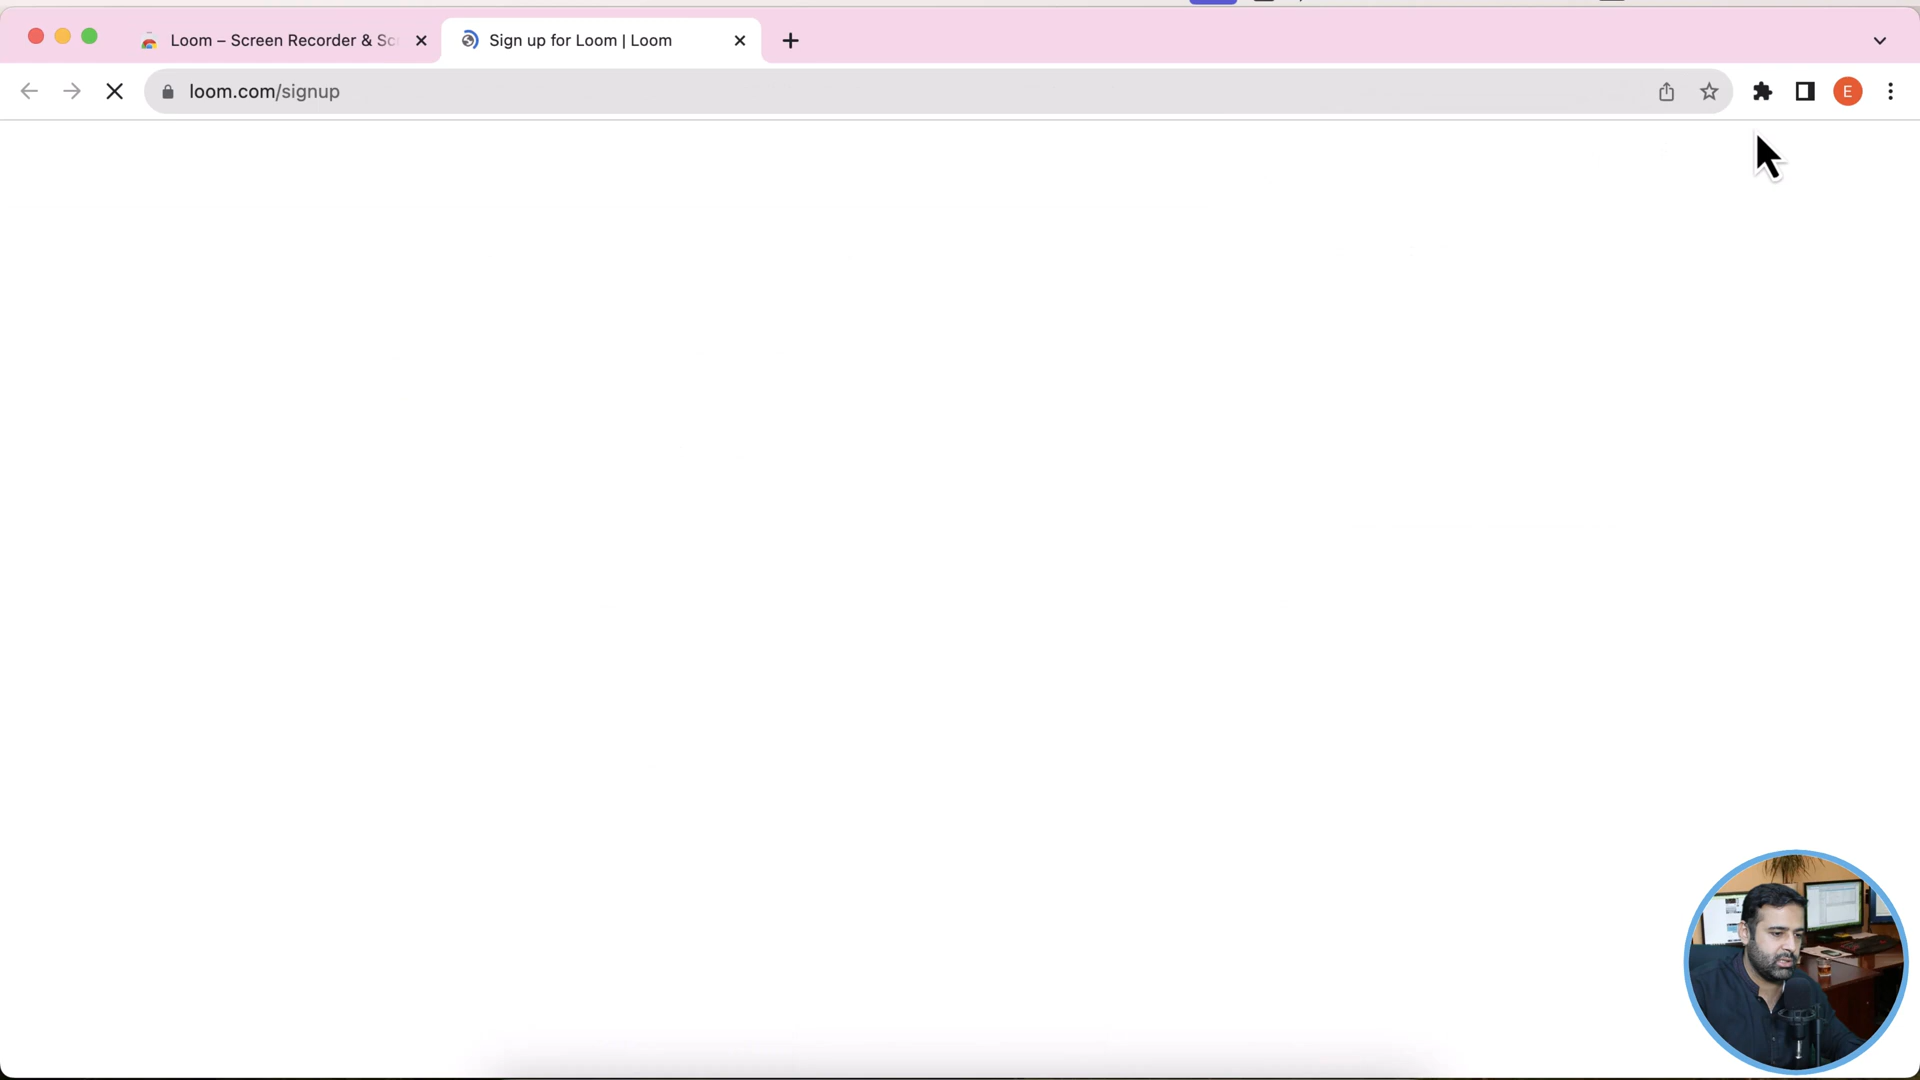 Loom – Screen Recorder & Sc
Sign up for Loom | Loom
loom.com/signup
E